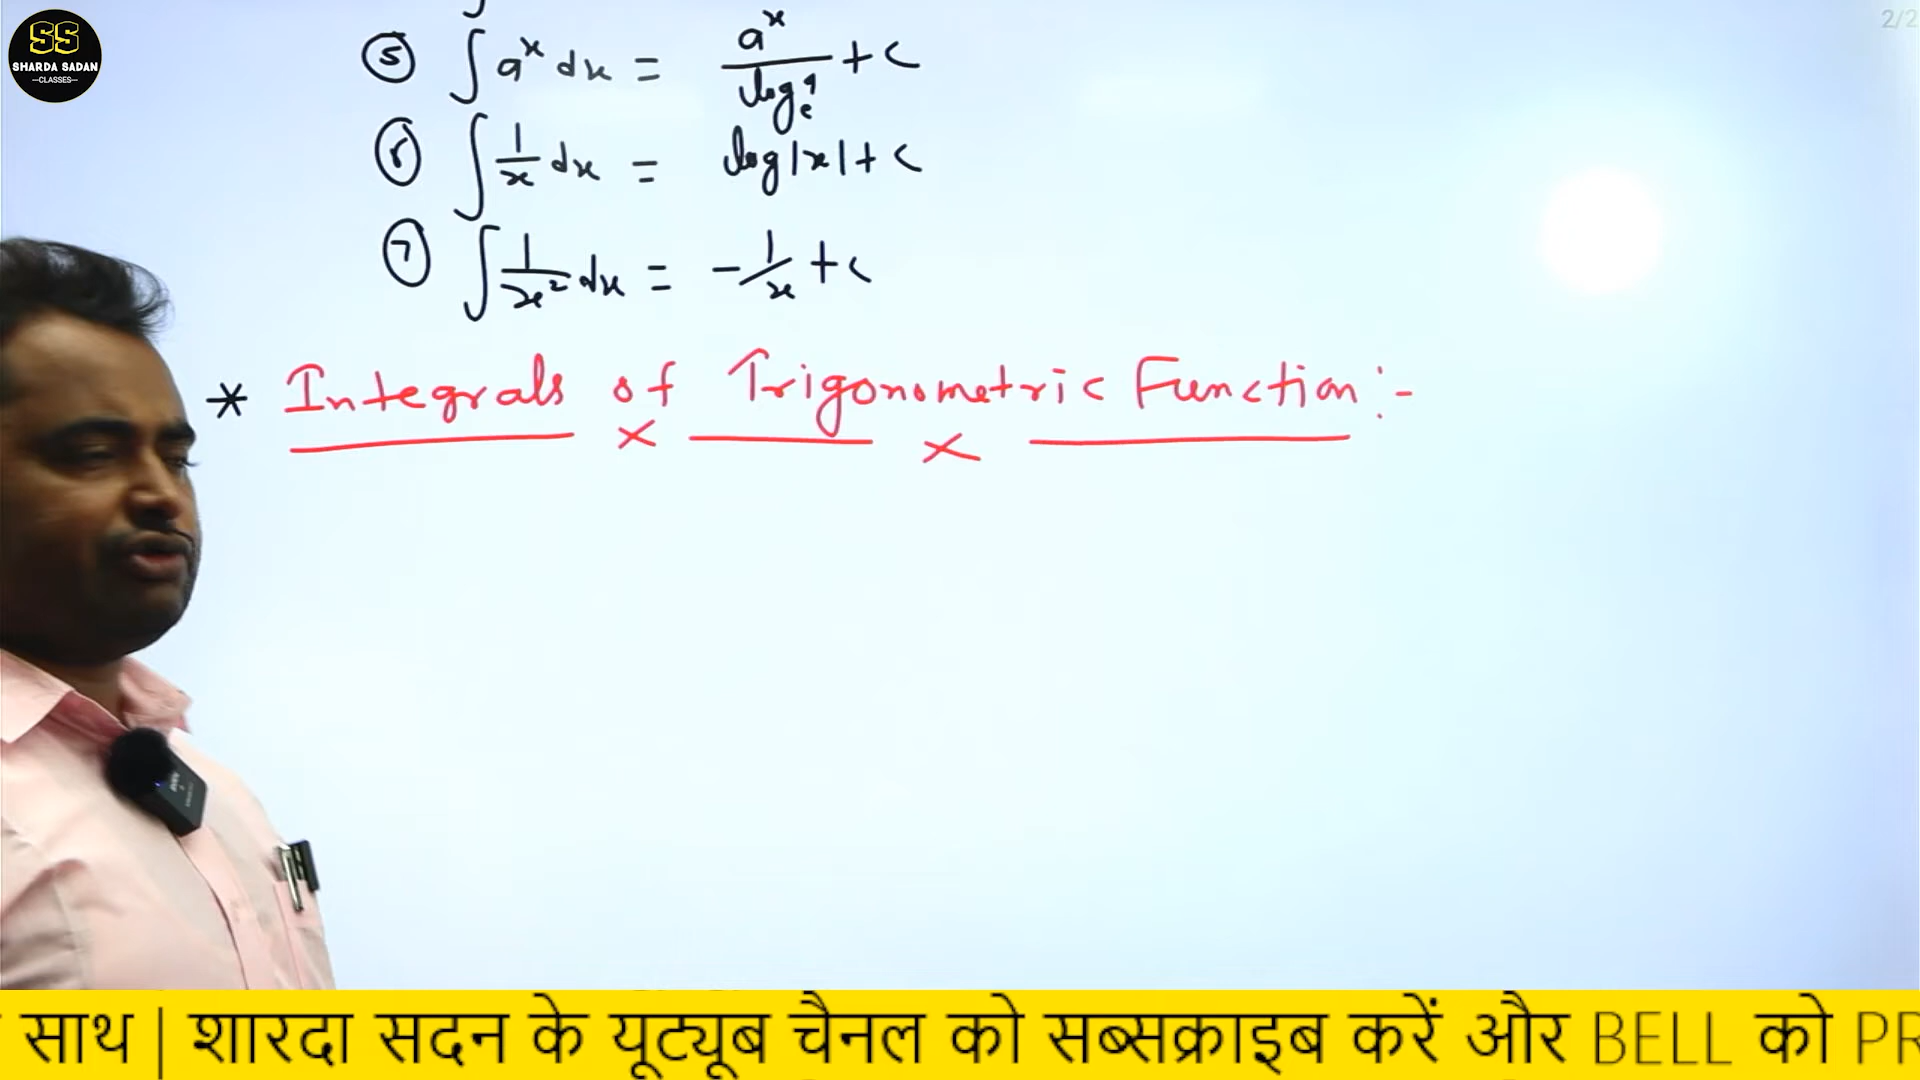 2/2
SS
SHARDA SADAN
—CLASSES—
⑤ ∫ aˣ dx = aˣ / logₑa + c
⑥ ∫ 1/x dx = log|x| + c
⑦ ∫ 1/x² dx = -1/x + c
* Integrals of Trigonometric Function :-
साथ | शारदा सदन के यूट्यूब चैनल को सब्सक्राइब करें और BELL को PR